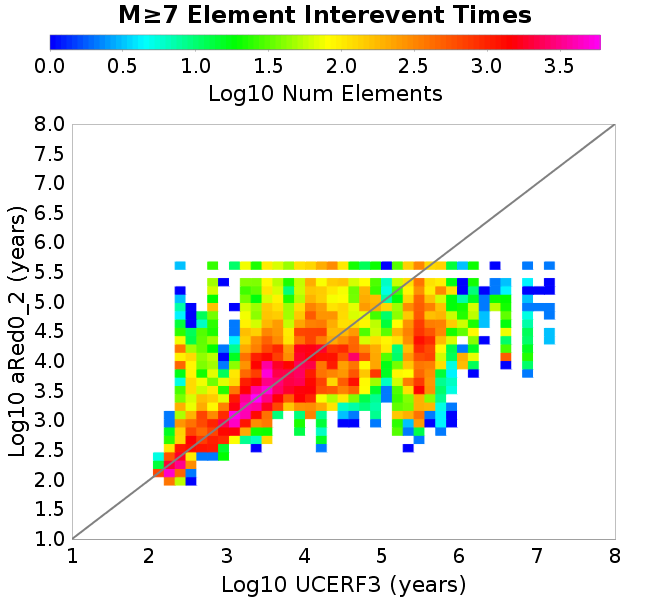 M≥7 Element Interevent Times
0.0 0.5 1.0 1.5 2.0 2.5 3.0 3.5
Log10 Num Elements
8.0
7.5
7.0
6.5
6.0
5.5
5.0
4.5
4.0
3.5
3.0
2.5
2.0
1.5
1.0
Log10 aRed0_2 (years)
1 2 3 4 5 6 7 8
Log10 UCERF3 (years)